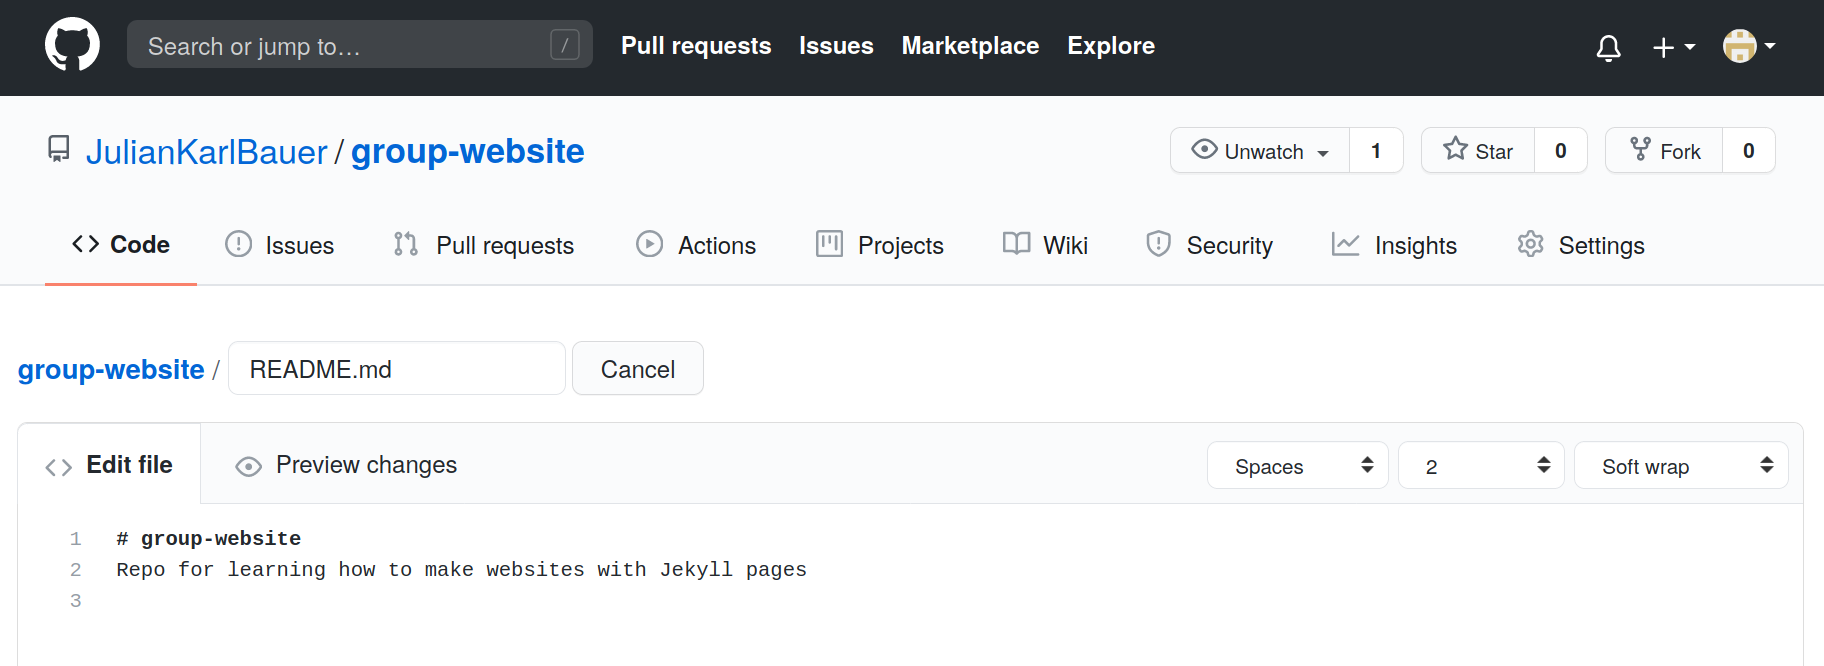 Search or jump to… / Pull requests Issues Marketplace Explore
JulianKarlBauer / group-website Unwatch 1 Star 0 Fork 0
Code Issues Pull requests Actions Projects Wiki Security Insights Settings
group-website / README.md Cancel
Edit file Preview changes Spaces 2 Soft wrap
1 # group-website
2 Repo for learning how to make websites with Jekyll pages
3